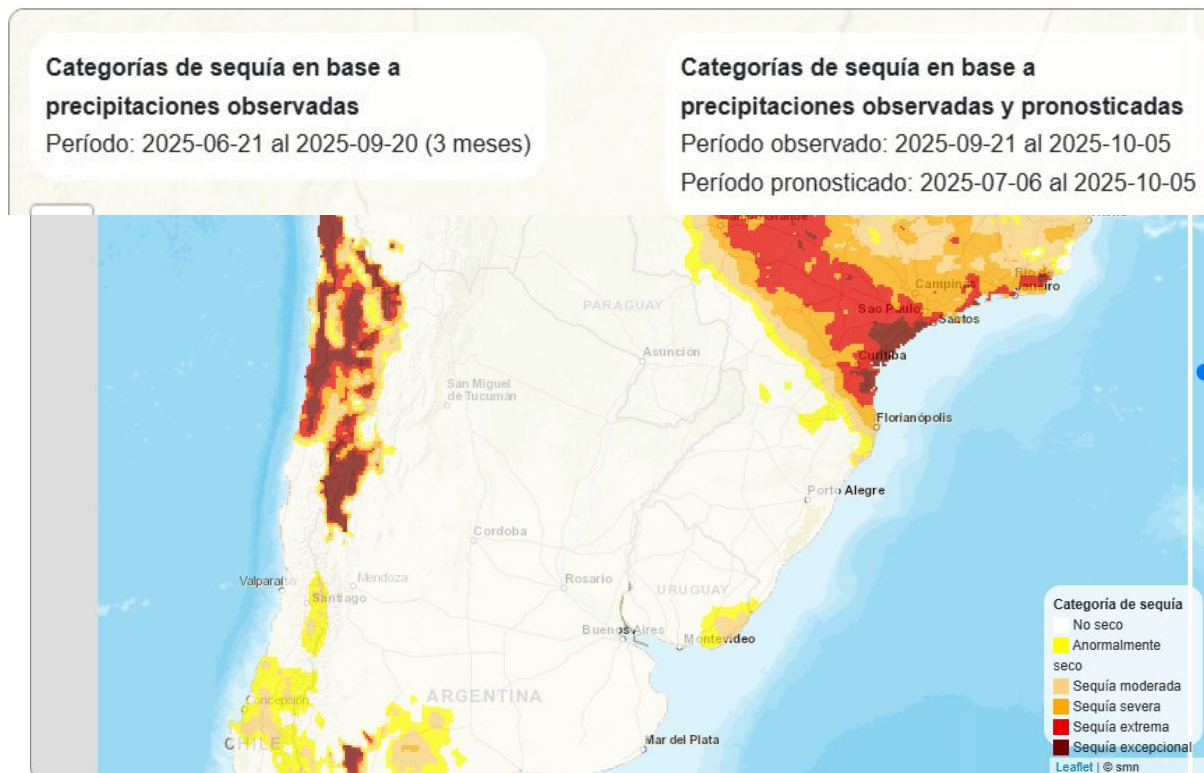 Categorías de sequía en base a
precipitaciones observadas
Período: 2025-06-21 al 2025-09-20 (3 meses)
Categorías de sequía en base a
precipitaciones observadas y pronosticadas
Período observado: 2025-09-21 al 2025-10-05
Período pronosticado: 2025-07-06 al 2025-10-05
Rio de
Janeiro
PARAGUAY
Campinas
Sao Paulo
Santos
Asunción
Curitiba
San Miguel
de Tucumán
Florianópolis
Porto Alegre
Cordoba
Valparaíso
Mendoza
Rosario
URUGUAY
Santiago
Buenos Aires
Montevideo
Concepción
ARGENTINA
CHILE
Mar del Plata
Categoría de sequía
No seco
Anormalmente
seco
Sequía moderada
Sequía severa
Sequía extrema
Sequía excepcional
Leaflet | © smn